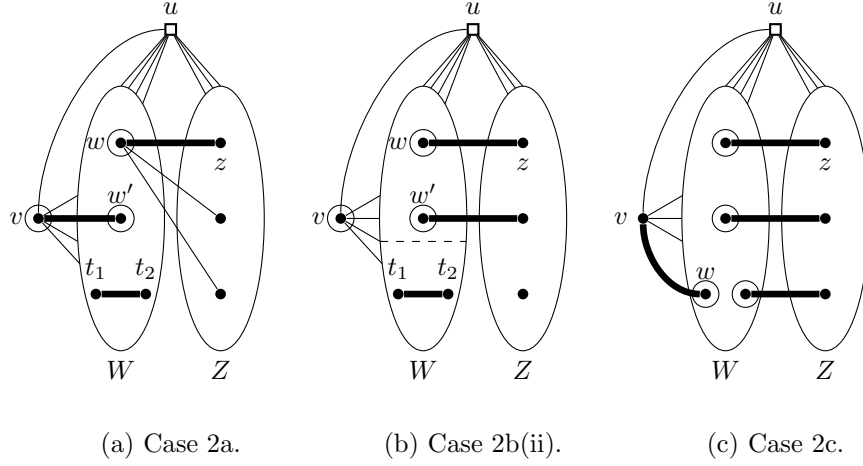 u u u
w z w z z
w′ w′
v v v
t₁ t₂ t₁ t₂ w
W Z W Z W Z
(a) Case 2a. (b) Case 2b(ii). (c) Case 2c.